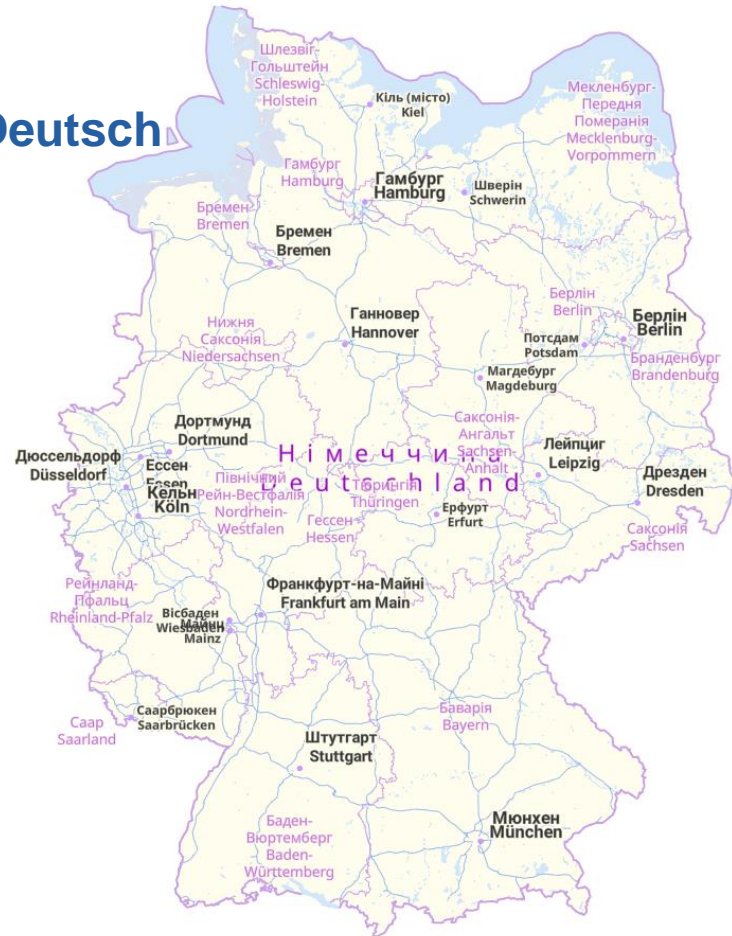 Шлезвіг-
Гольштейн
Schleswig-
Holstein
Кіль (місто)
Kiel
Мекленбург-
Передня
Померанія
Mecklenburg-
Vorpommern
Deutsch
Гамбург
Hamburg
Гамбург
Hamburg
Шверін
Schwerin
Бремен
Bremen
Бремен
Bremen
Берлін
Berlin
Берлін
Berlin
Ганновер
Hannover
Нижня
Саксонія
Niedersachsen
Потсдам
Potsdam
Бранденбург
Brandenburg
Магдебург
Magdeburg
Саксонія-
Ангальт
Sachsen-
Anhalt
Дортмунд
Dortmund
Дюссельдорф
Düsseldorf
Ессен
Essen
Німеччина
Deutschland
Лейпциг
Leipzig
Дрезден
Dresden
Кельн
Köln
Північний
Рейн-Вестфалія
Nordrhein-
Westfalen
Тюрингія
Thüringen
Гессен
Hessen
Ерфурт
Erfurt
Саксонія
Sachsen
Рейнланд-
Пфальц
Rheinland-Pfalz
Франкфурт-на-Майні
Frankfurt am Main
Вісбаден
Wiesbaden
Майнц
Mainz
Саарбрюкен
Saarbrücken
Саар
Saarland
Баварія
Bayern
Штутгарт
Stuttgart
Баден-
Вюртемберг
Baden-
Württemberg
Мюнхен
München